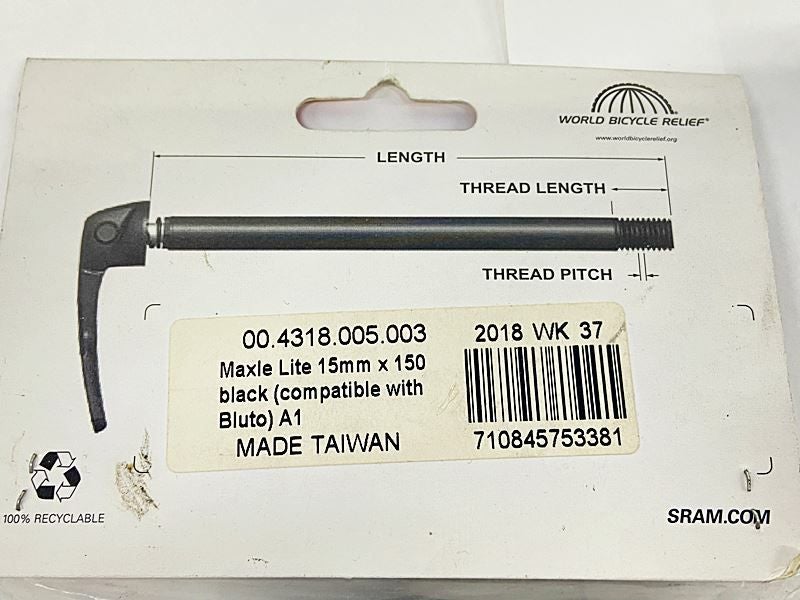 WORLD BICYCLE RELIEF®
www.worldbicyclerelief.org
LENGTH
THREAD LENGTH
THREAD PITCH
00.4318.005.003
Maxle Lite 15mm x 150
black (compatible with
Bluto) A1
MADE TAIWAN
2018 WK 37
710845753381
100% RECYCLABLE
SRAM.COM